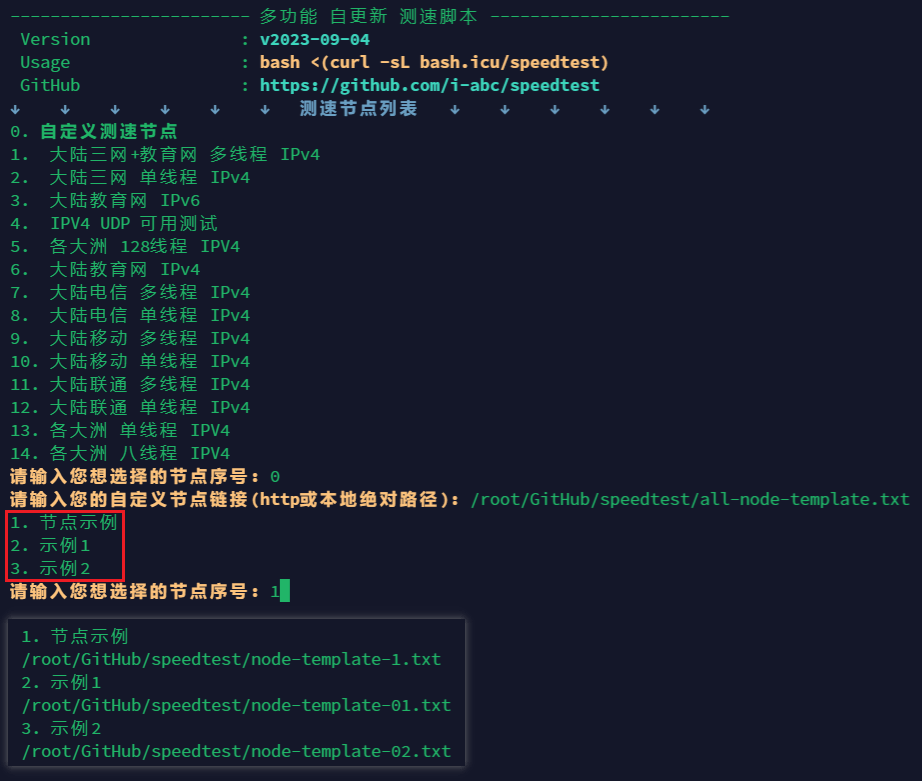 ------------------------ 多功能 自更新 测速脚本 ------------------------
Version : v2023-09-04
Usage : bash <(curl -sL bash.icu/speedtest)
GitHub : https://github.com/i-abc/speedtest
↓ ↓ ↓ ↓ ↓ ↓ 测速节点列表 ↓ ↓ ↓ ↓ ↓ ↓
0. 自定义测速节点
1. 大陆三网+教育网 多线程 IPv4
2. 大陆三网 单线程 IPv4
3. 大陆教育网 IPv6
4. IPV4 UDP 可用测试
5. 各大洲 128线程 IPV4
6. 大陆教育网 IPv4
7. 大陆电信 多线程 IPv4
8. 大陆电信 单线程 IPv4
9. 大陆移动 多线程 IPv4
10. 大陆移动 单线程 IPv4
11. 大陆联通 多线程 IPv4
12. 大陆联通 单线程 IPv4
13. 各大洲 单线程 IPV4
14. 各大洲 八线程 IPV4
请输入您想选择的节点序号: 0
请输入您的自定义节点链接(http或本地绝对路径): /root/GitHub/speedtest/all-node-template.txt
1. 节点示例
2. 示例1
3. 示例2
请输入您想选择的节点序号: 1
1. 节点示例
/root/GitHub/speedtest/node-template-1.txt
2. 示例1
/root/GitHub/speedtest/node-template-01.txt
3. 示例2
/root/GitHub/speedtest/node-template-02.txt